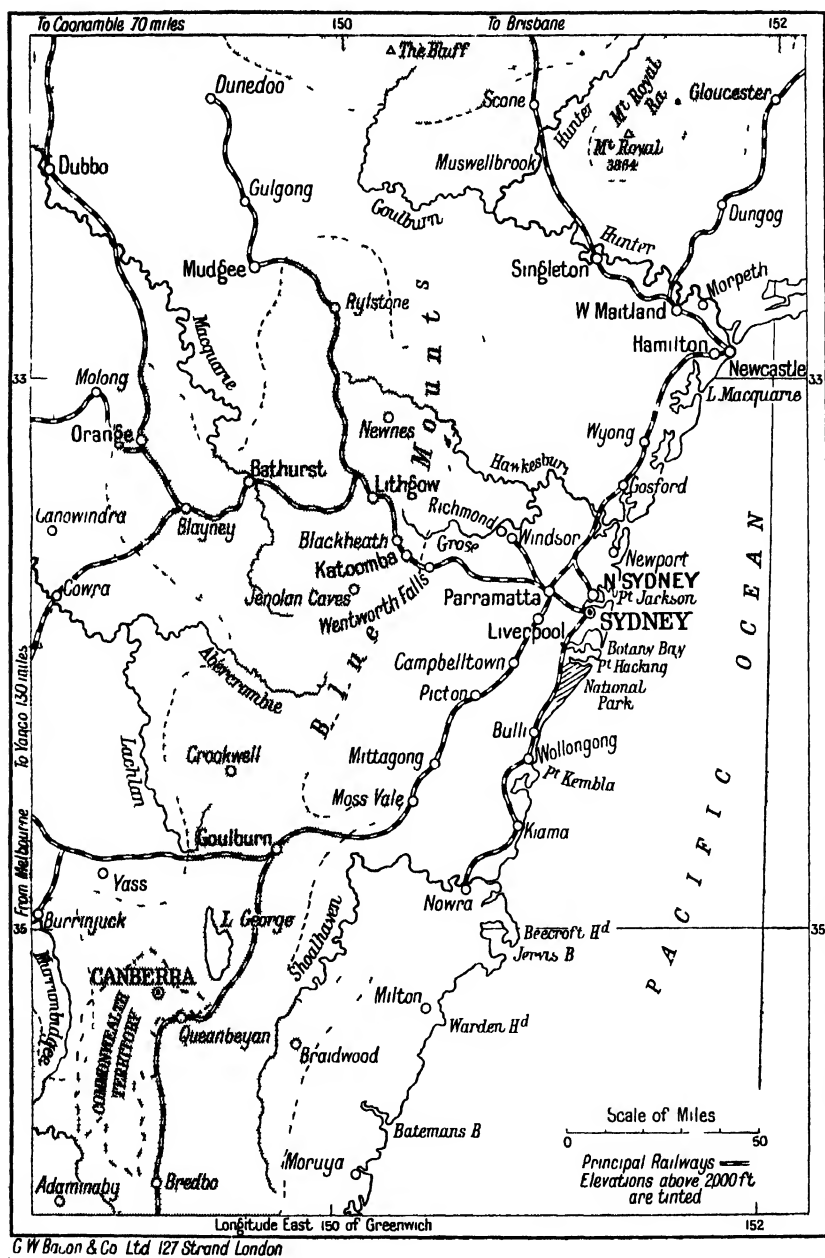 To Coonamble 70 miles
150
To Brisbane
152
The Bluff
Dunedoo
Scone
Hunter
Mt Royal
Ra
Gloucester
Mt Royal
3864
Dubbo
Muswellbrook
Gulgong
Goulburn
Dungog
Hunter
Mudgee
Singleton
Morpeth
Rylstone
W Maitland
Macquarie
Hamilton
Newcastle
33
33
Molong
L. Macquarie
Newnes
Orange
Wyong
Hawkesbury
Bathurst
Lithgow
Gosford
Canowindra
Blayney
Richmond
Windsor
Blackheath
Grose
Newport
Katoomba
N SYDNEY
Cowra
Jenolan Caves
Wentworth Falls
Parramatta
Pt Jackson
SYDNEY
Liverpool
Botany Bay
Campbelltown
Pt Hacking
Abercrombie
Picton
National
Park
Blue Mounts
To Yanco 130 miles
Lachlan
Crookwell
Bulli
Mittagong
Wollongong
Pt Kembla
Moss Vale
Kiama
Goulburn
PACIFIC OCEAN
From Melbourne
Yass
Nowra
Burrinjuck
L George
Shoalhaven
35
35
Beecroft Hd
Jervis B
CANBERRA
Milton
Murrumbidgee
COMMONWEALTH
TERRITORY
Queanbeyan
Warden Hd
Braidwood
Batemans B
Scale of Miles
0
50
Moruya
Principal Railways
Elevations above 2,000 ft
are tinted
Adaminaby
Bredbo
Longitude East 150 of Greenwich
152
G W Bacon & Co Ltd 127 Strand London